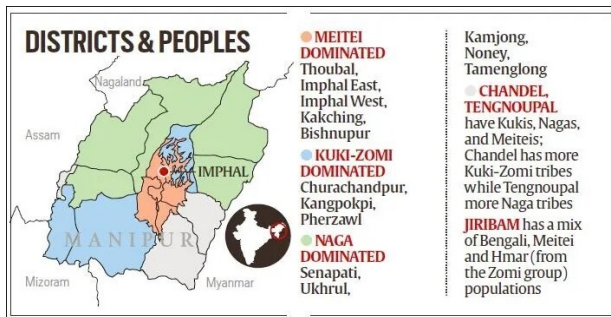 DISTRICTS & PEOPLES
Nagaland
Assam
IMPHAL
MANIPUR
Mizoram
Myanmar
MEITEI
DOMINATED
Thoubal,
Imphal East,
Imphal West,
Kakching,
Bishnupur
KUKI-ZOMI
DOMINATED
Churachandpur,
Kangpokpi,
Pherzawl
NAGA
DOMINATED
Senapati,
Ukhrul,
Kamjong,
Noney,
Tamenglong
CHANDEL,
TENGNOUPAL
have Kukis, Nagas,
and Meiteis;
Chandel has more
Kuki-Zomi tribes
while Tengnoupal
more Naga tribes
JIRIBAM has a mix
of Bengali, Meitei
and Hmar (from
the Zomi group)
populations